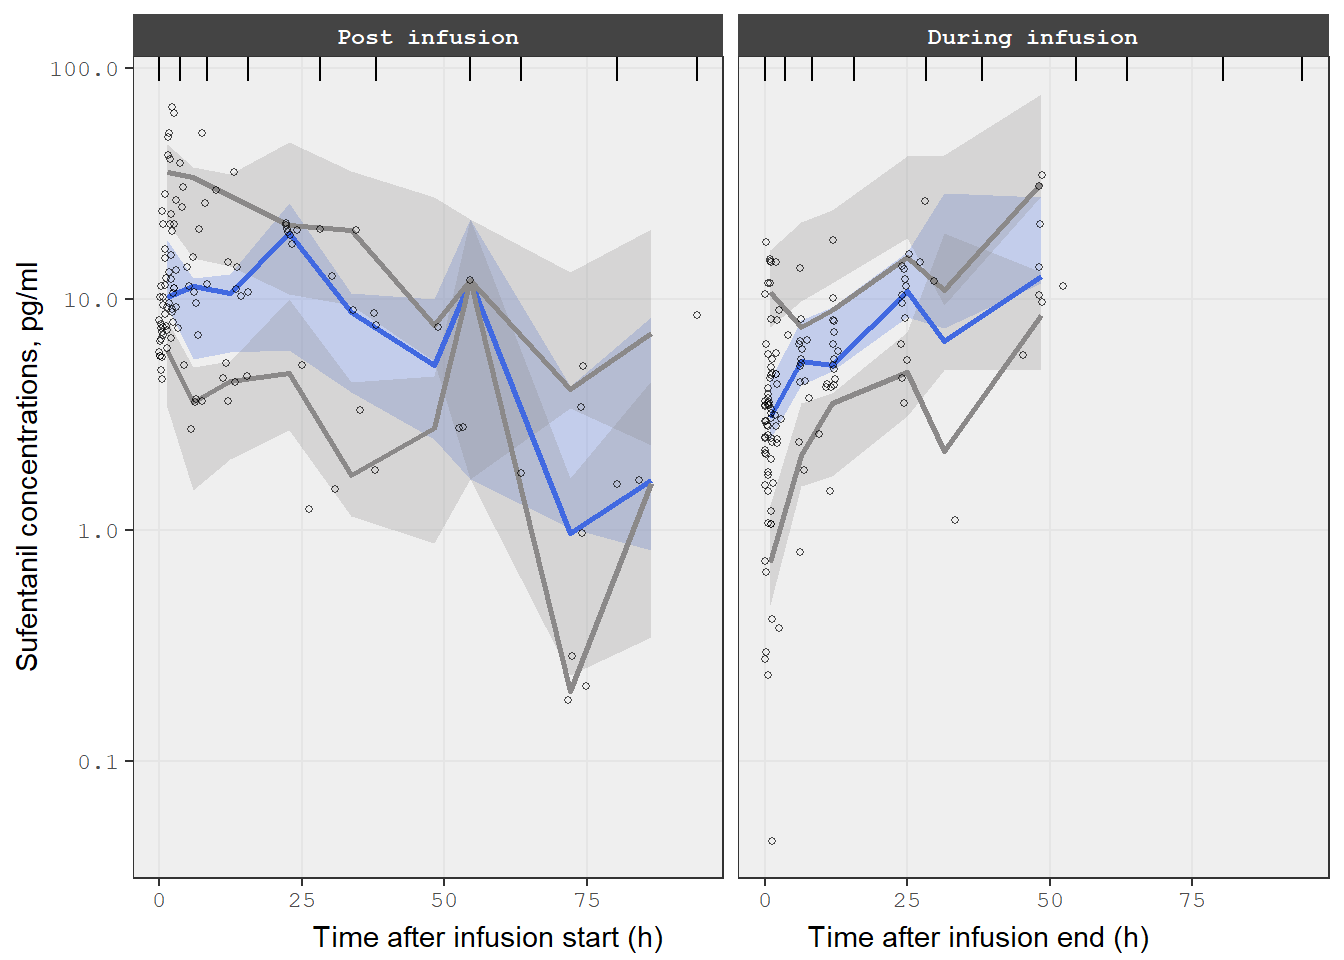 Post infusion
During infusion
100.0
10.0
1.0
0.1
Sufentanil concentrations, pg/ml
0 25 50 75
0 25 50 75
Time after infusion start (h)
Time after infusion end (h)